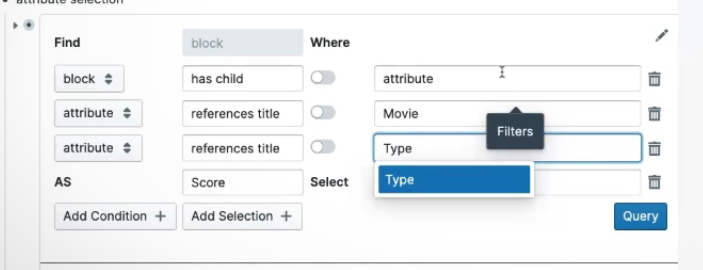 attribute selection
Find block Where
block has child attribute
attribute references title Movie
Filters
attribute references title Type
Type
AS Score Select
Add Condition + Add Selection + Query